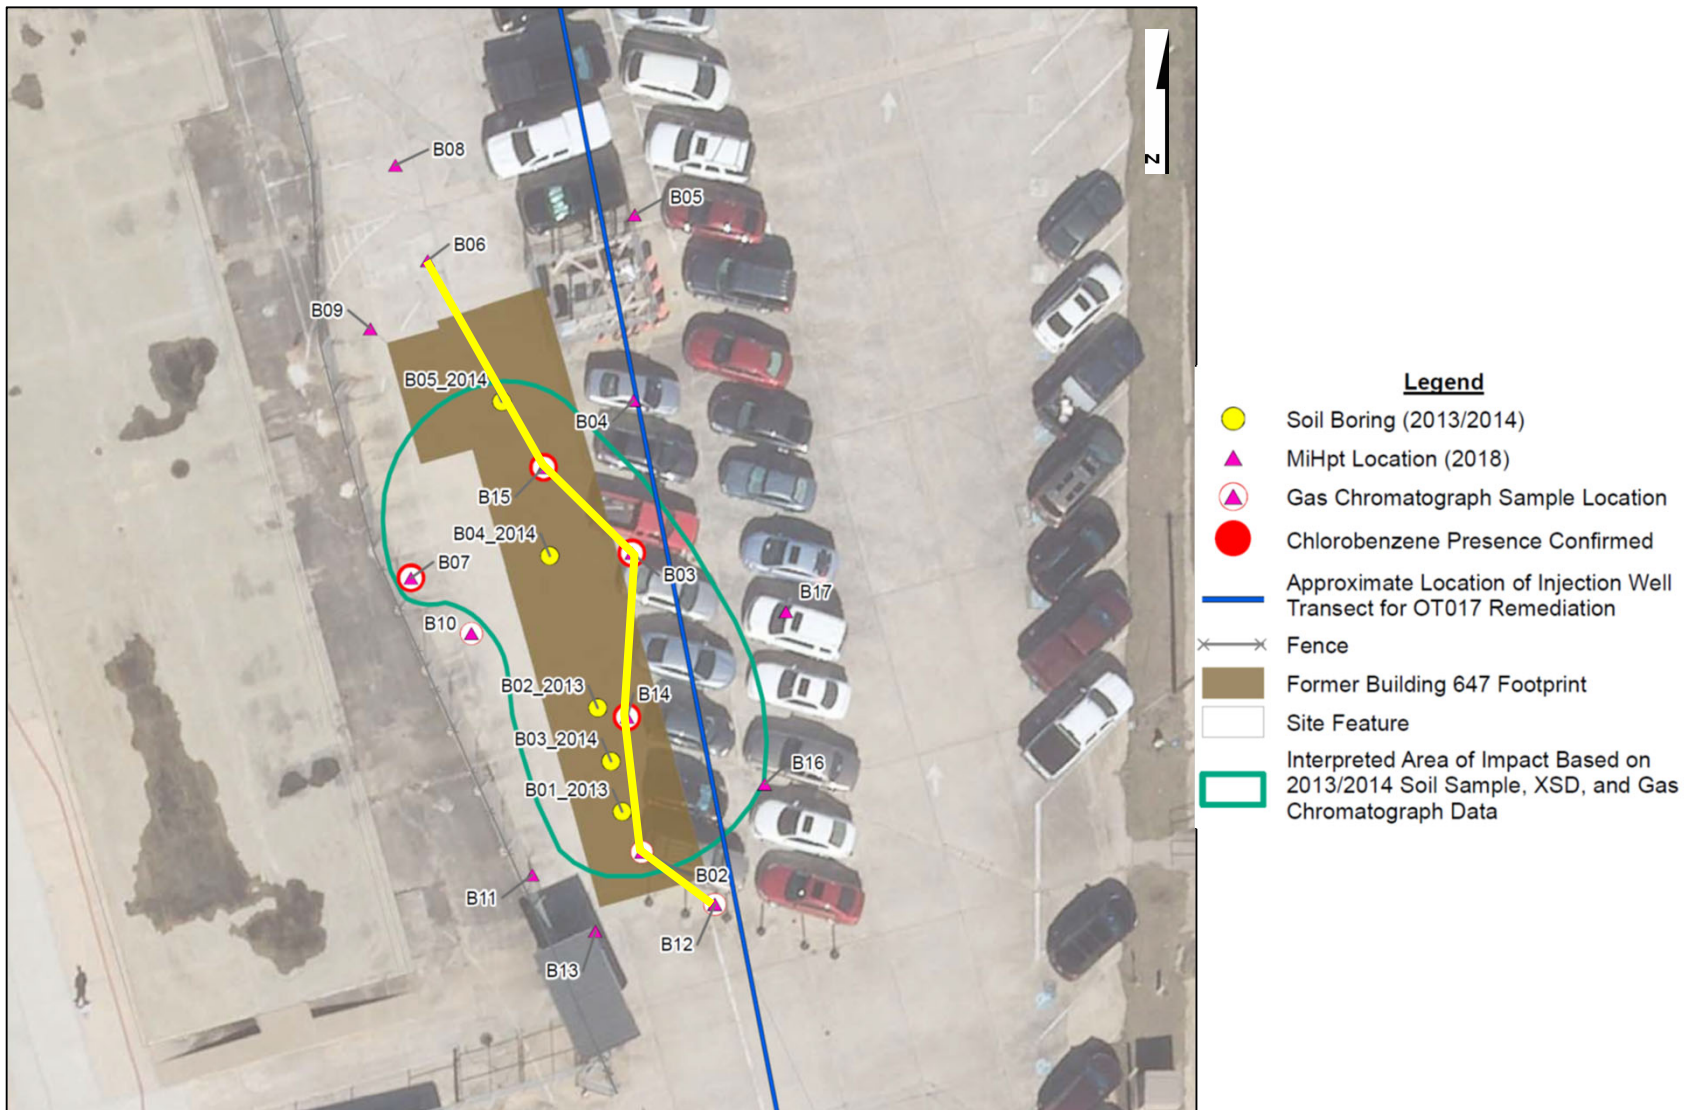 B08
B05
B06
B09
B05_2014
B04
B15
B04_2014
B07
B03
B17
B10
B02_2013
B14
B03_2014
B16
B01_2013
B02
B11
B12
B13
N
Legend
Soil Boring (2013/2014)
MiHpt Location (2018)
Gas Chromatograph Sample Location
Chlorobenzene Presence Confirmed
Approximate Location of Injection Well
Transect for OT017 Remediation
Fence
Former Building 647 Footprint
Site Feature
Interpreted Area of Impact Based on
2013/2014 Soil Sample, XSD, and Gas
Chromatograph Data